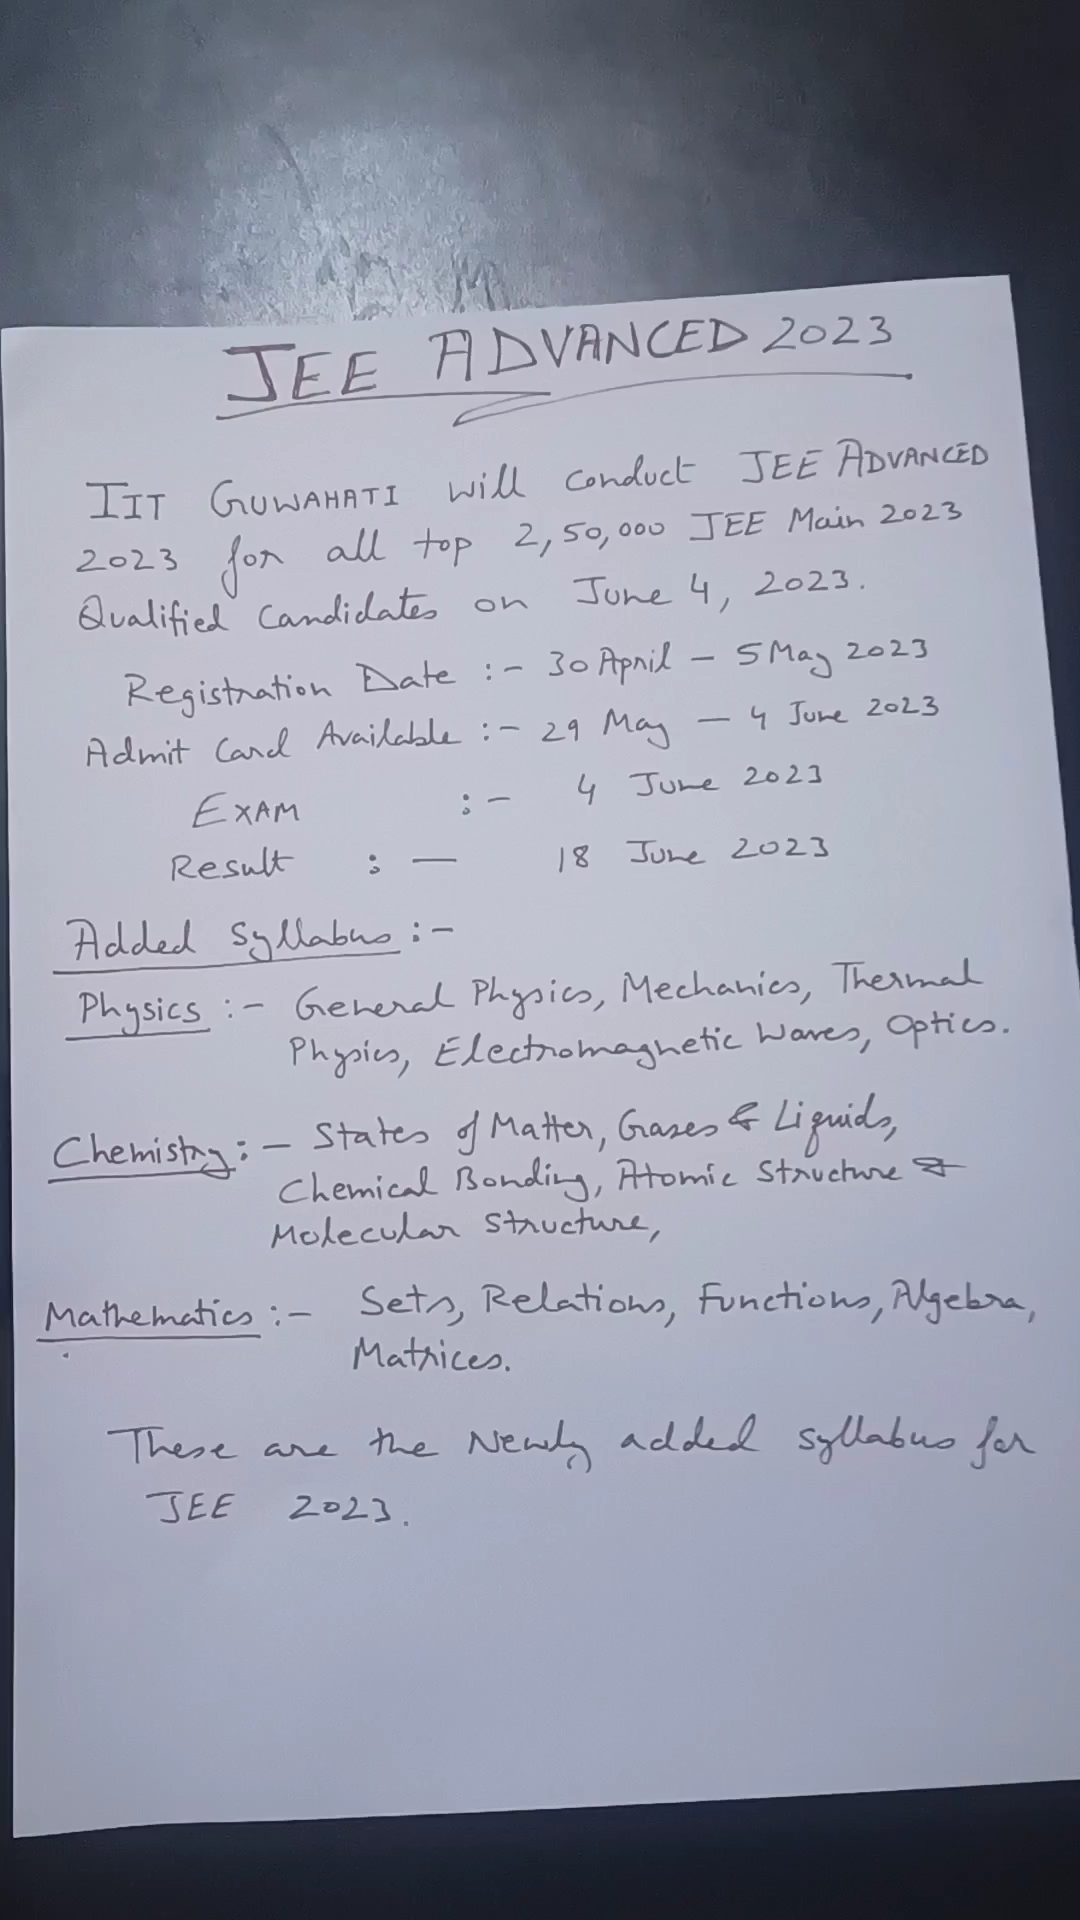 JEE ADVANCED 2023
IIT GUWAHATI will conduct JEE ADVANCED
2023 for all top 2,50,000 JEE Main 2023
Qualified Candidates on June 4, 2023.
Registration Date :- 30 April - 5 May 2023
Admit Card Available :- 29 May - 4 June 2023
EXAM :- 4 June 2023
Result :- 18 June 2023
Added Syllabus :-
Physics :- General Physics, Mechanics, Thermal
Physics, Electromagnetic Waves, Optics.
Chemistry :- States of Matter, Gases & Liquids,
Chemical Bonding, Atomic Structure &
Molecular Structure,
Mathematics :- Sets, Relations, Functions, Algebra,
Matrices.
These are the Newly added syllabus for
JEE 2023.